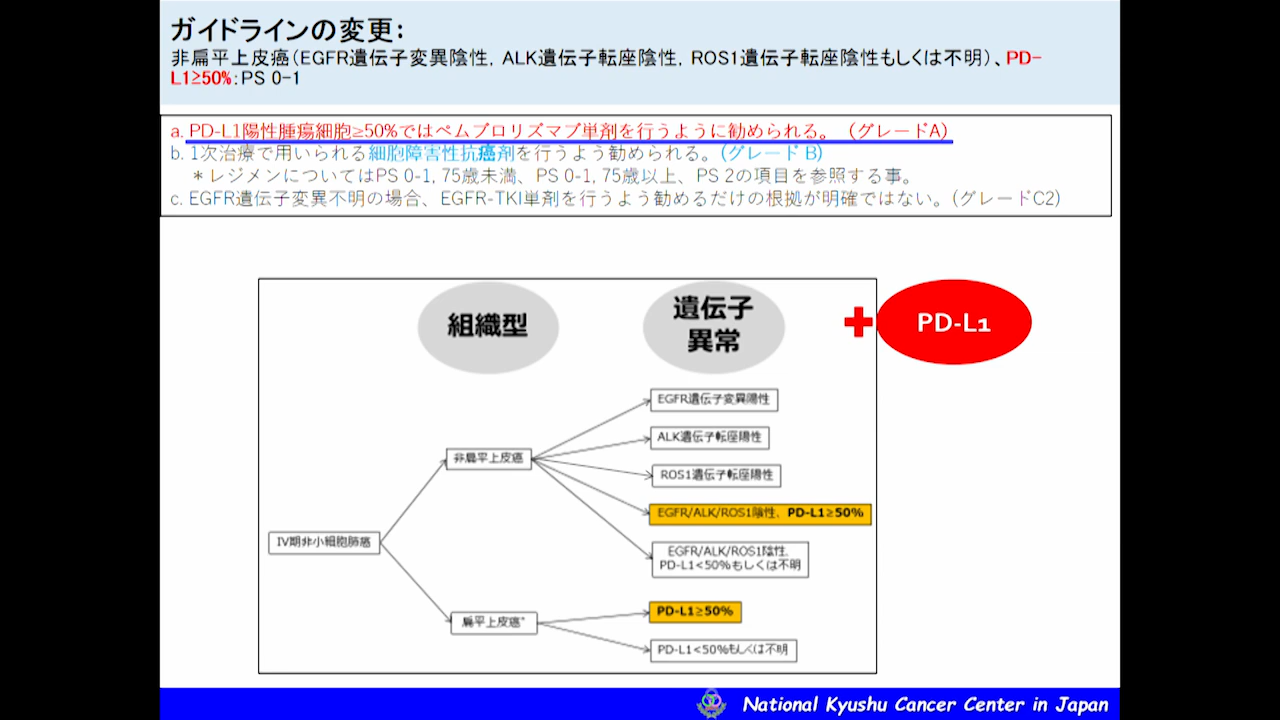 ガイドラインの変更:
非扁平上皮癌(EGFR遺伝子変異陰性, ALK遺伝子転座陰性, ROS1遺伝子転座陰性もしくは不明)、PD-
L1≥50%:PS 0-1
a. PD-L1陽性腫瘍細胞≥50%ではペムブロリズマブ単剤を行うように勧められる。 (グレードA)
b. 1次治療で用いられる細胞障害性抗癌剤を行うよう勧められる。(グレード B)
＊レジメンについてはPS 0-1, 75歳未満、PS 0-1, 75歳以上、PS 2の項目を参照する事。
c. EGFR遺伝子変異不明の場合、EGFR-TKI単剤を行うよう勧めるだけの根拠が明確ではない。(グレードC2)
組織型
遺伝子
異常
+
PD-L1
EGFR遺伝子変異陽性
ALK遺伝子転座陽性
非扁平上皮癌
ROS1遺伝子転座陽性
EGFR/ALK/ROS1陰性、PD-L1≥50%
IV期非小細胞肺癌
EGFR/ALK/ROS1陰性,
PD-L1<50%もしくは不明
扁平上皮癌*
PD-L1≥50%
PD-L1<50%もしくは不明
National Kyushu Cancer Center in Japan